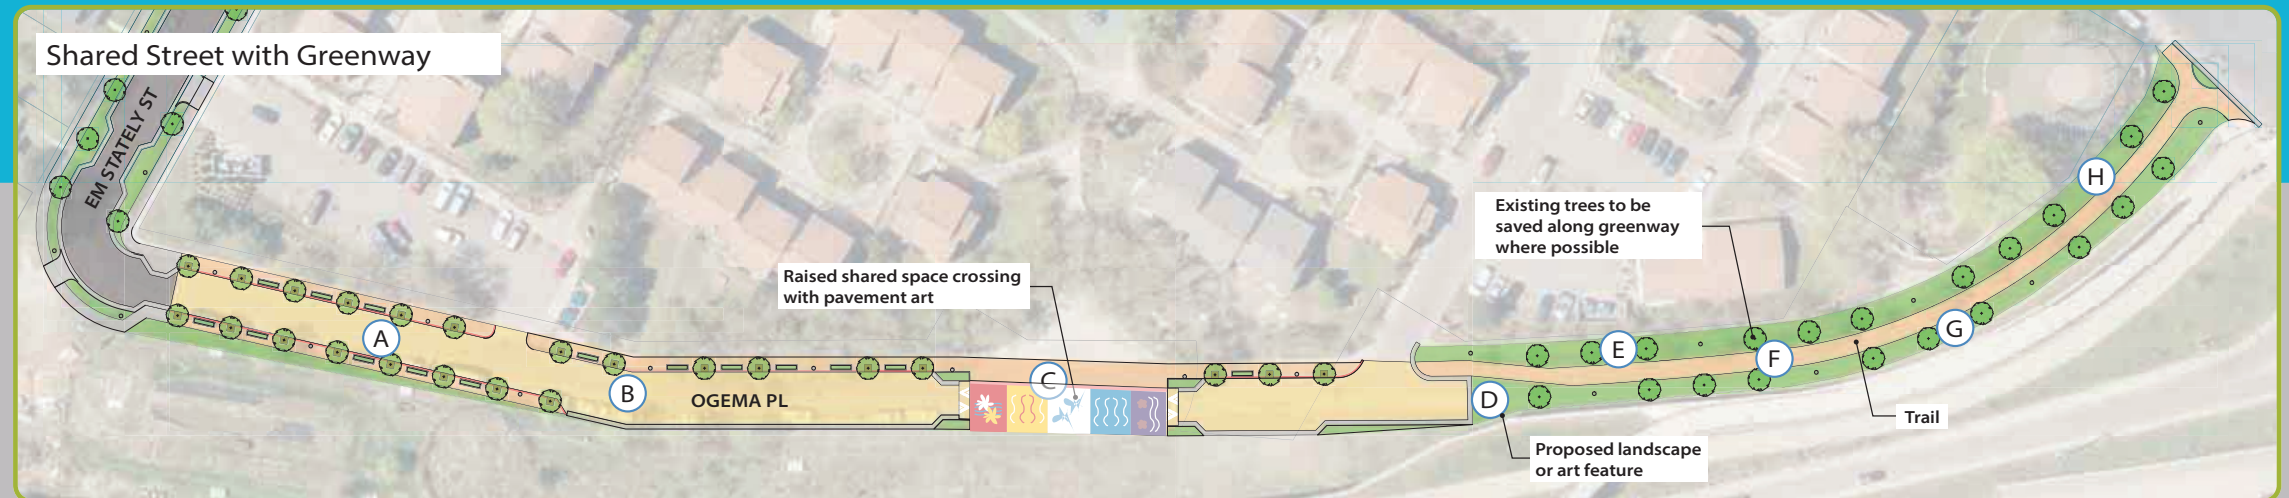 Shared Street with Greenway
EM STATELY ST
A
B
OGEMA PL
Raised shared space crossing
with pavement art
C
D
Proposed landscape
or art feature
Existing trees to be
saved along greenway
where possible
E
F
Trail
G
H